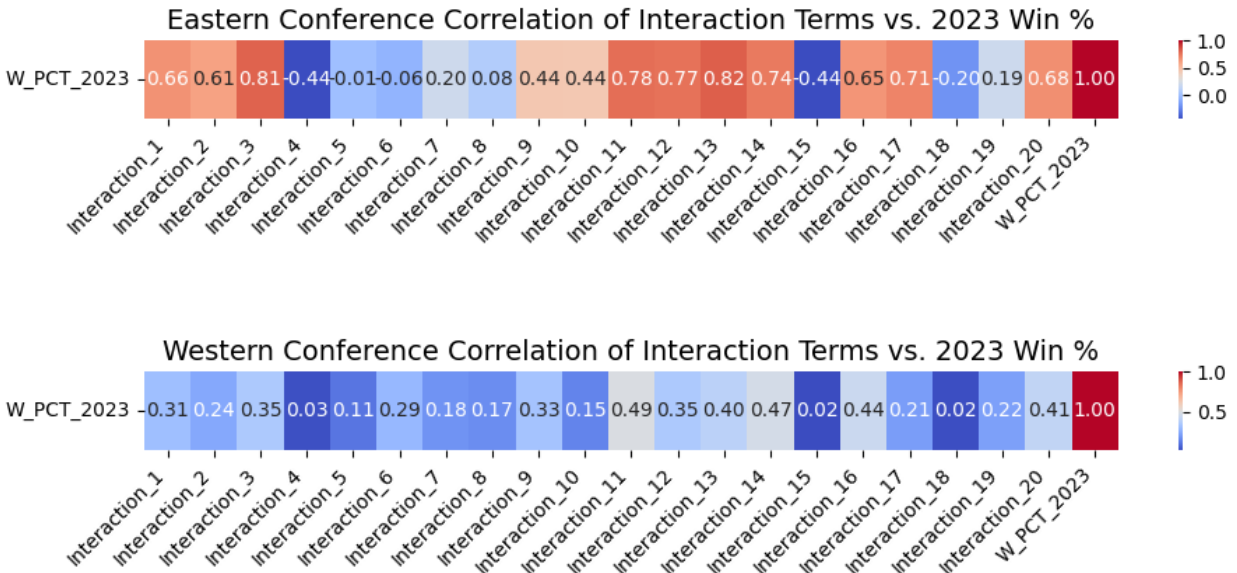 Eastern Conference Correlation of Interaction Terms vs. 2023 Win %
W_PCT_2023
0.66 0.61 0.81 -0.44 -0.01 -0.06 0.20 0.08 0.44 0.44 0.78 0.77 0.82 0.74 -0.44 0.65 0.71 -0.20 0.19 0.68 1.00
Interaction_1
Interaction_2
Interaction_3
Interaction_4
Interaction_5
Interaction_6
Interaction_7
Interaction_8
Interaction_9
Interaction_10
Interaction_11
Interaction_12
Interaction_13
Interaction_14
Interaction_15
Interaction_16
Interaction_17
Interaction_18
Interaction_19
Interaction_20
W_PCT_2023
1.0
0.5
0.0
Western Conference Correlation of Interaction Terms vs. 2023 Win %
W_PCT_2023
0.31 0.24 0.35 0.03 0.11 0.29 0.18 0.17 0.33 0.15 0.49 0.35 0.40 0.47 0.02 0.44 0.21 0.02 0.22 0.41 1.00
Interaction_1
Interaction_2
Interaction_3
Interaction_4
Interaction_5
Interaction_6
Interaction_7
Interaction_8
Interaction_9
Interaction_10
Interaction_11
Interaction_12
Interaction_13
Interaction_14
Interaction_15
Interaction_16
Interaction_17
Interaction_18
Interaction_19
Interaction_20
W_PCT_2023
1.0
0.5